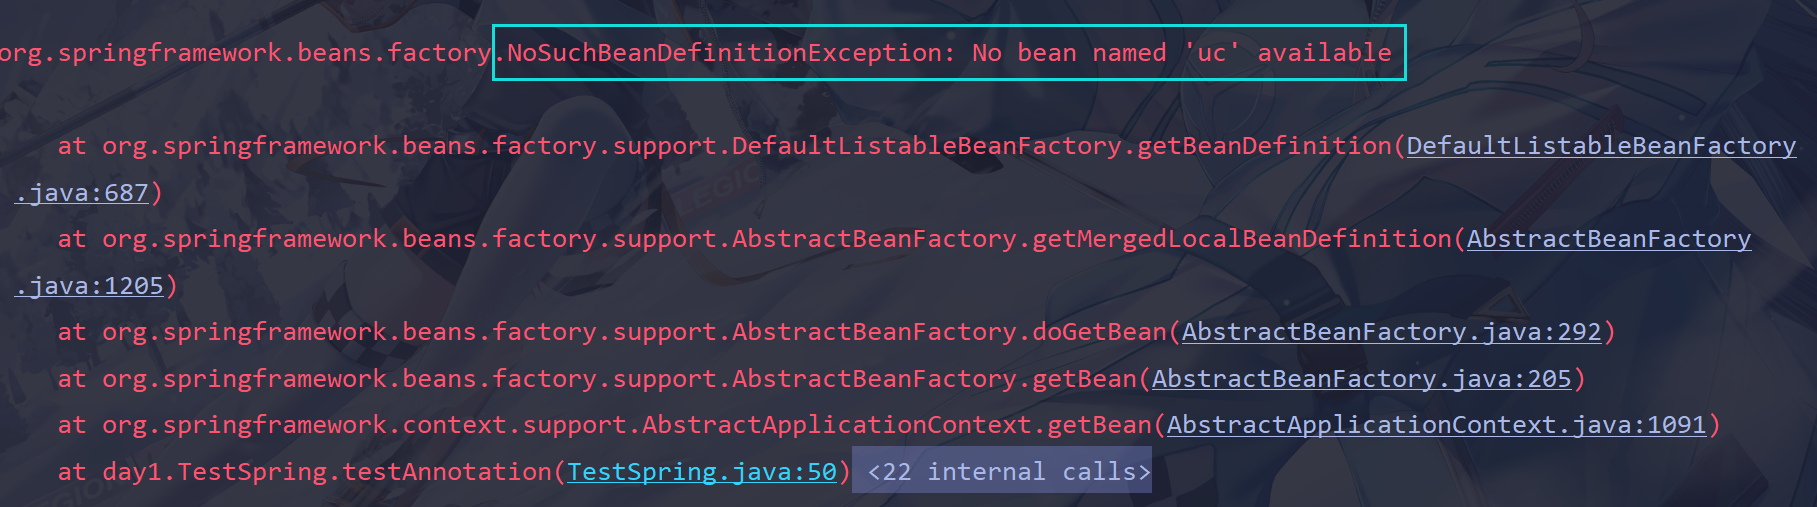 org.springframework.beans.factory.NoSuchBeanDefinitionException: No bean named 'uc' available
at org.springframework.beans.factory.support.DefaultListableBeanFactory.getBeanDefinition(DefaultListableBeanFactory
.java:687)
at org.springframework.beans.factory.support.AbstractBeanFactory.getMergedLocalBeanDefinition(AbstractBeanFactory
.java:1205)
at org.springframework.beans.factory.support.AbstractBeanFactory.doGetBean(AbstractBeanFactory.java:292)
at org.springframework.beans.factory.support.AbstractBeanFactory.getBean(AbstractBeanFactory.java:205)
at org.springframework.context.support.AbstractApplicationContext.getBean(AbstractApplicationContext.java:1091)
at day1.TestSpring.testAnnotation(TestSpring.java:50) <22 internal calls>